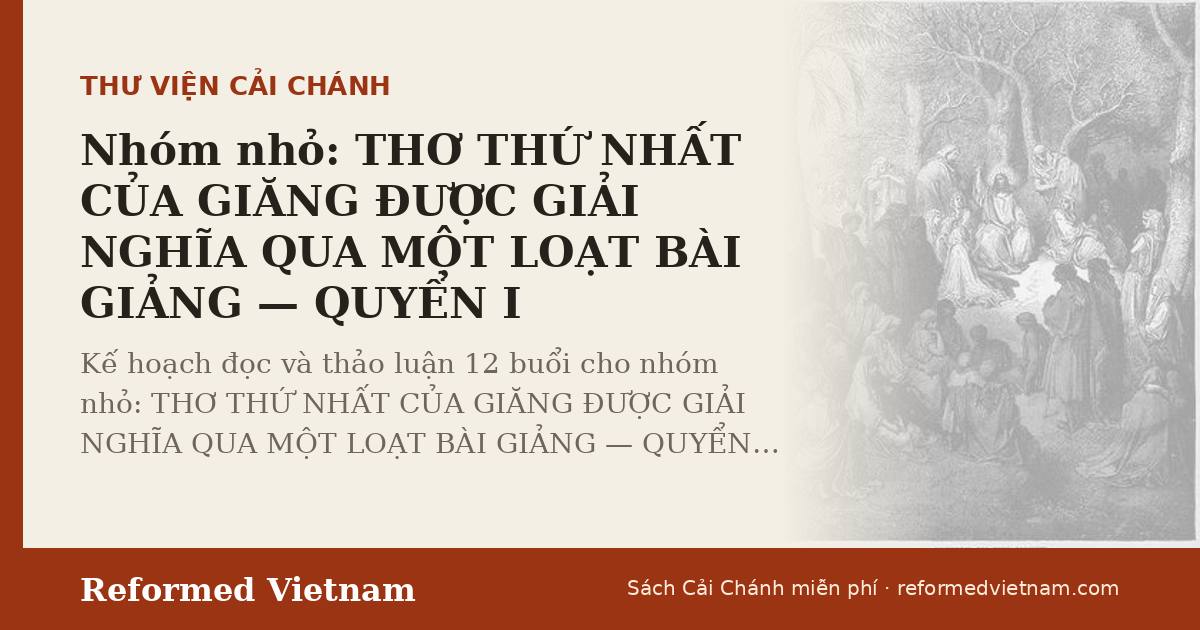 THƯ VIỆN CẢI CHÁNH
Nhóm nhỏ: THƠ THỨ NHẤT
CỦA GIĂNG ĐƯỢC GIẢI
NGHĨA QUA MỘT LOẠT BÀI
GIẢNG — QUYỂN I
Kế hoạch đọc và thảo luận 12 buổi cho nhóm
nhỏ: THƠ THỨ NHẤT CỦA GIĂNG ĐƯỢC GIẢI
NGHĨA QUA MỘT LOẠT BÀI GIẢNG — QUYỂN...
Reformed Vietnam
Sách Cải Chánh miễn phí · reformedvietnam.com